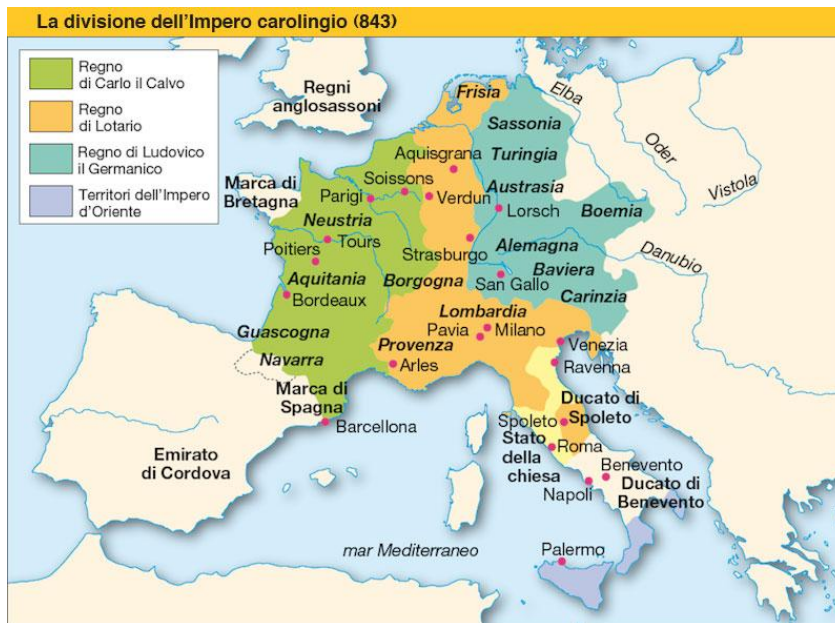 La divisione dell'Impero carolingio (843)
Regno
di Carlo il Calvo
Regno
di Lotario
Regno di Ludovico
il Germanico
Territori dell'Impero
d'Oriente
Regni
anglosassoni
Frisia
Elba
Sassonia
Oder
Turingia
Aquisgrana
Vistola
Soissons
Austrasia
Marca di
Bretagna
Parigi
Verdun
Lorsch
Boemia
Neustria
Tours
Strasburgo
Alemagna
Danubio
Poitiers
Baviera
Aquitania
Borgogna
San Gallo
Carinzia
Bordeaux
Lombardia
Guascogna
Pavia
Milano
Provenza
Venezia
Navarra
Arles
Ravenna
Marca di
Spagna
Ducato di
Spoleto
Barcellona
Spoleto
Stato
della
chiesa
Roma
Emirato
di Cordova
Benevento
Ducato di
Benevento
Napoli
mar Mediterraneo
Palermo